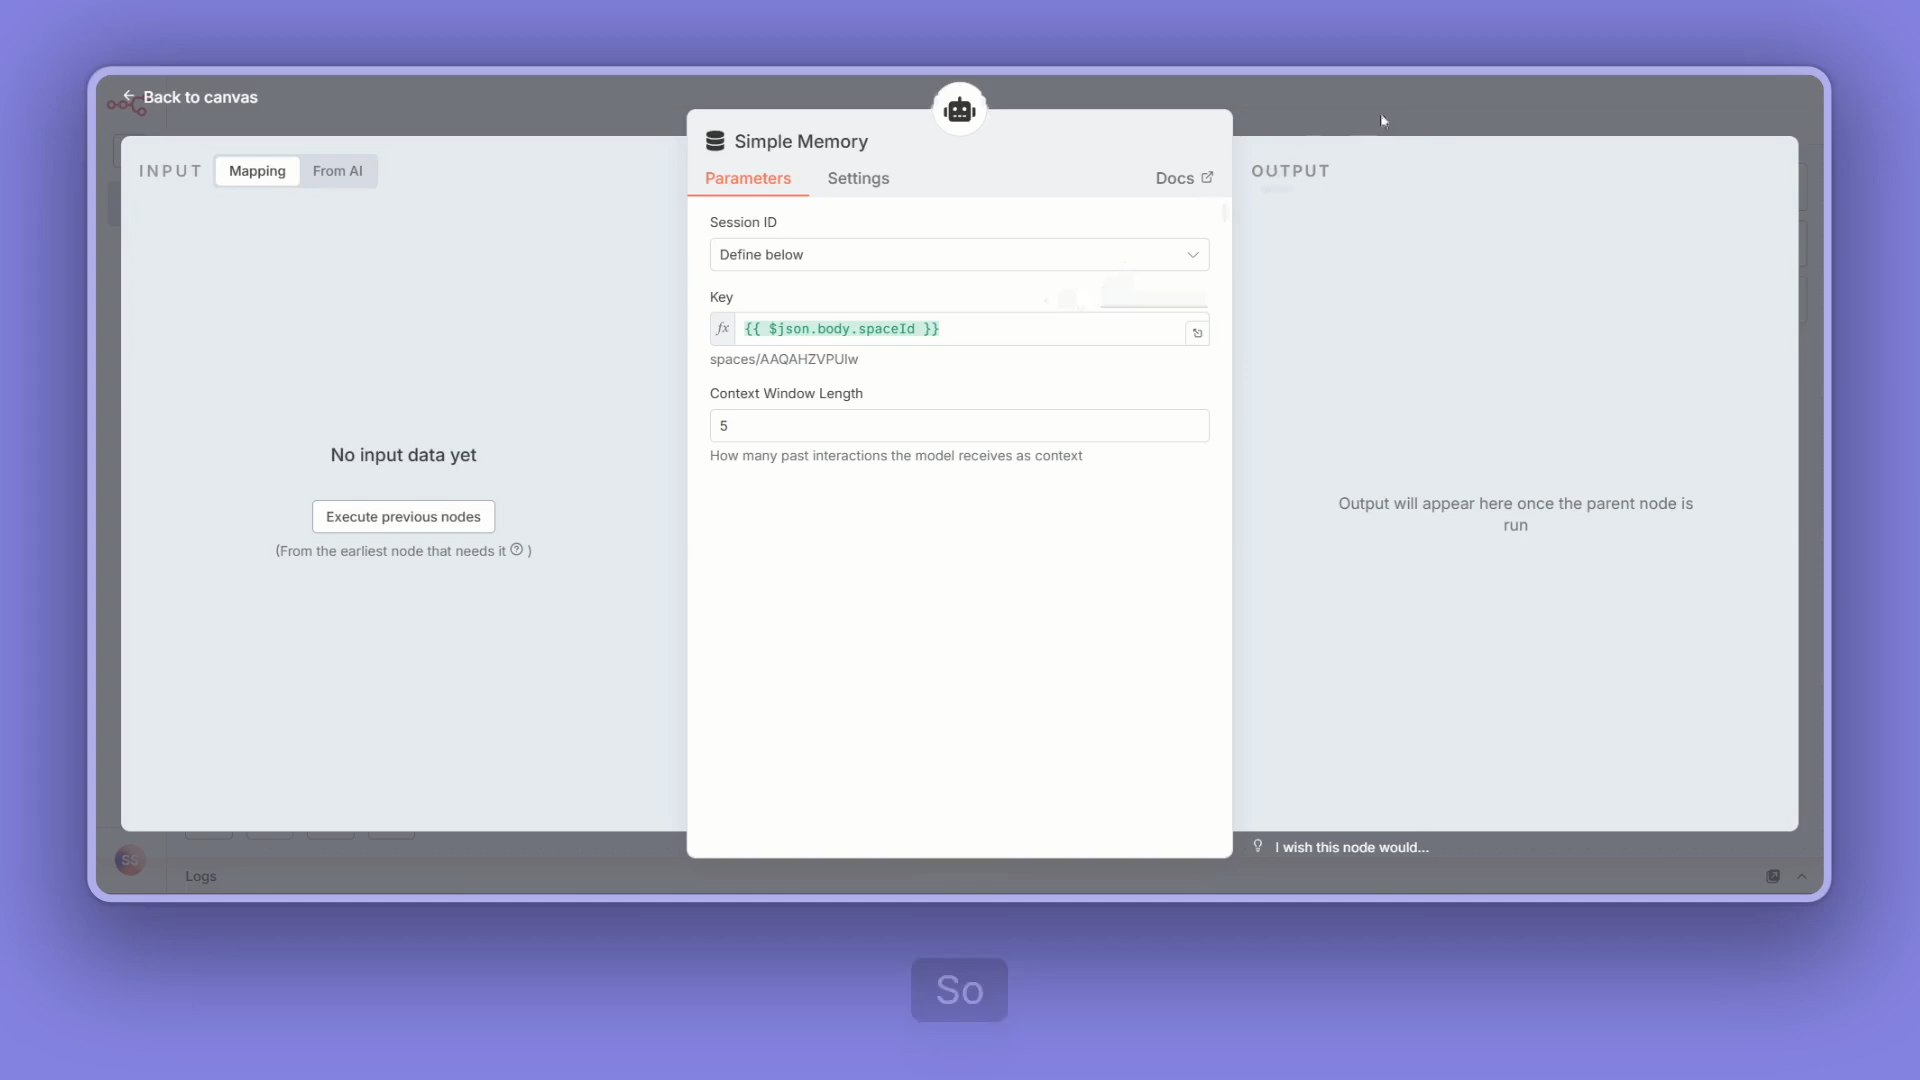 Back to canvas
INPUT
Mapping
From AI
No input data yet
Execute previous nodes
(From the earliest node that needs it ? )
Simple Memory
Parameters
Settings
Docs
Session ID
Define below
Key
fx {{ $json.body.spaceId }}
spaces/AAQAHZVPUIw
Context Window Length
5
How many past interactions the model receives as context
OUTPUT
Output will appear here once the parent node is
run
I wish this node would...
SS
Logs
So